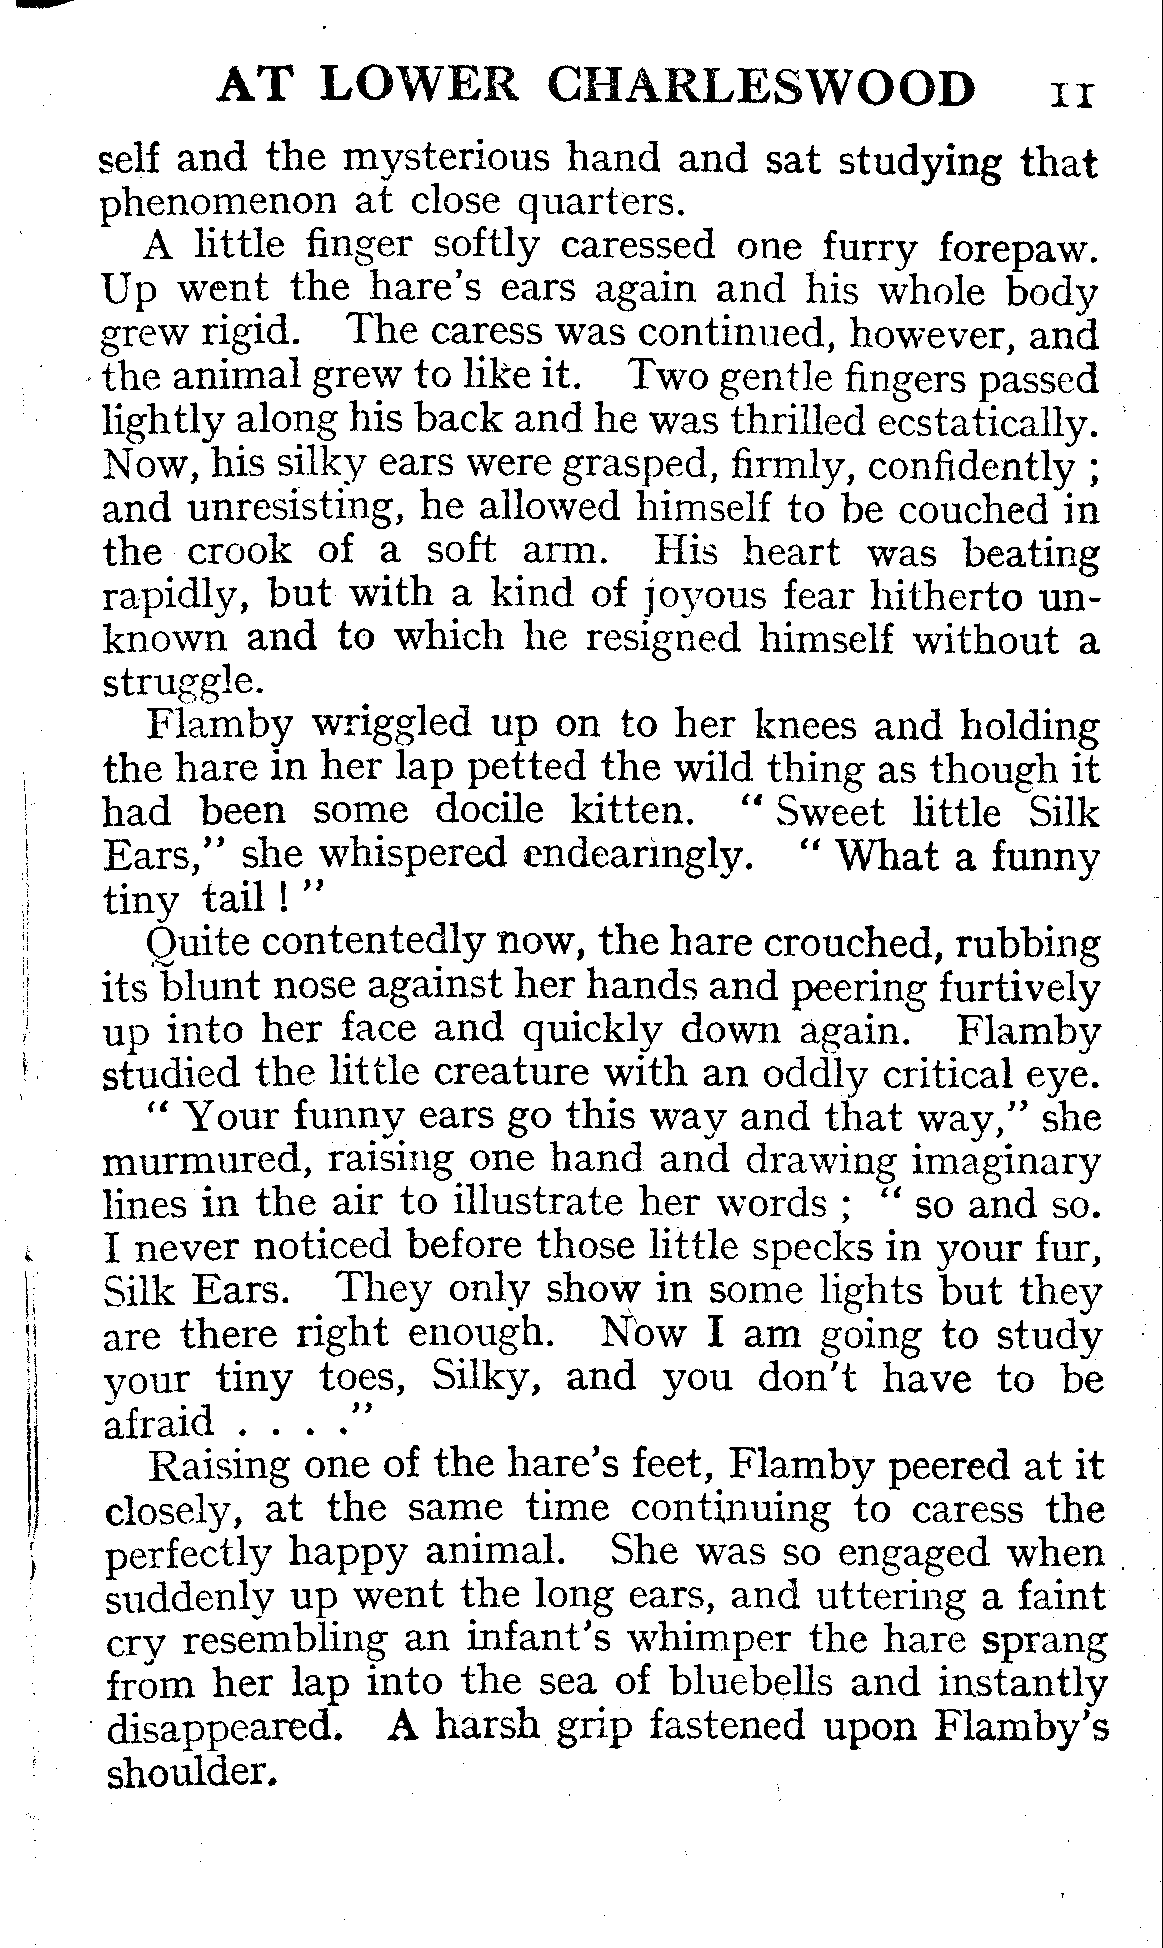 AT LOWER CHARLESWOOD 11
self and the mysterious hand and sat studying that
phenomenon at close quarters.
A little finger softly caressed one furry forepaw.
Up went the hare's ears again and his whole body
grew rigid. The caress was continued, however, and
the animal grew to like it. Two gentle fingers passed
lightly along his back and he was thrilled ecstatically.
Now, his silky ears were grasped, firmly, confidently ;
and unresisting, he allowed himself to be couched in
the crook of a soft arm. His heart was beating
rapidly, but with a kind of joyous fear hitherto un-
known and to which he resigned himself without a
struggle.
Flamby wriggled up on to her knees and holding
the hare in her lap petted the wild thing as though it
had been some docile kitten. “ Sweet little Silk
Ears,” she whispered endearingly. “ What a funny
tiny tail ! ”
Quite contentedly now, the hare crouched, rubbing
its blunt nose against her hands and peering furtively
up into her face and quickly down again. Flamby
studied the little creature with an oddly critical eye.
“ Your funny ears go this way and that way,” she
murmured, raising one hand and drawing imaginary
lines in the air to illustrate her words ; “ so and so.
I never noticed before those little specks in your fur,
Silk Ears. They only show in some lights but they
are there right enough. Now I am going to study
your tiny toes, Silky, and you don't have to be
afraid . . . .”
Raising one of the hare's feet, Flamby peered at it
closely, at the same time continuing to caress the
perfectly happy animal. She was so engaged when
suddenly up went the long ears, and uttering a faint
cry resembling an infant's whimper the hare sprang
from her lap into the sea of bluebells and instantly
disappeared. A harsh grip fastened upon Flamby's
shoulder.